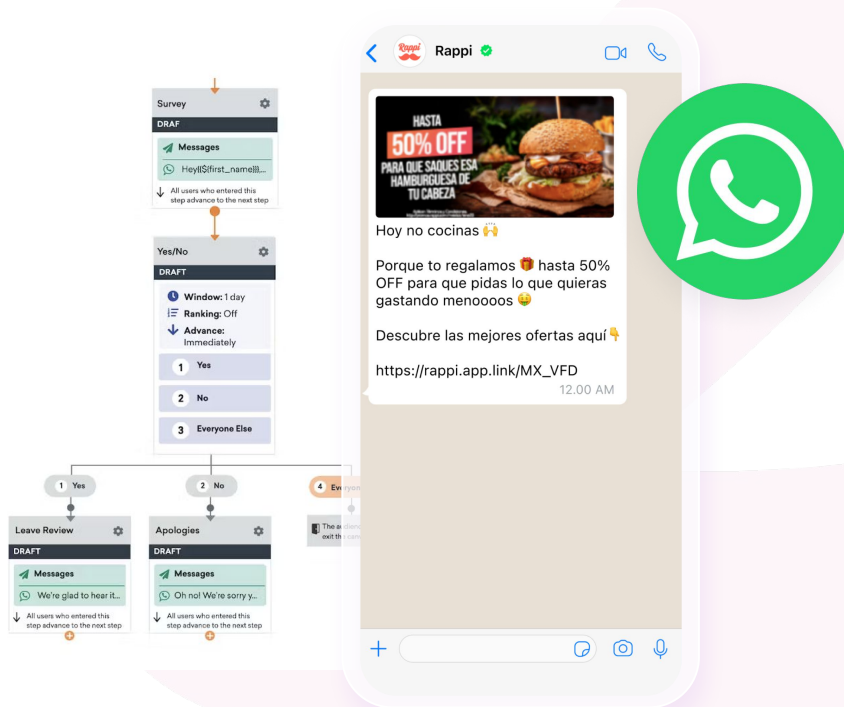 Survey
DRAF
Messages
Hey{{${first_name}}},...
All users who entered this
step advance to the next step
Yes/No
DRAFT
Window: 1 day
Ranking: Off
Advance:
Immediately
1 Yes
2 No
3 Everyone Else
1 Yes
2 No
4 Everyon
Leave Review
DRAFT
Messages
We're glad to hear it...
All users who entered this
step advance to the next step
Apologies
DRAFT
Messages
Oh no! We're sorry y...
All users who entered this
step advance to the next step
The audienc
exit the cam
Rappi
Rappi
HASTA
50% OFF
PARA QUE SAQUES ESA
HAMBURGUESA DE
TU CABEZA
Hoy no cocinas 🙌
Porque to regalamos 🎁 hasta 50%
OFF para que pidas lo que quieras
gastando menoooos 🤑
Descubre las mejores ofertas aquí👇
https://rappi.app.link/MX_VFD
12.00 AM